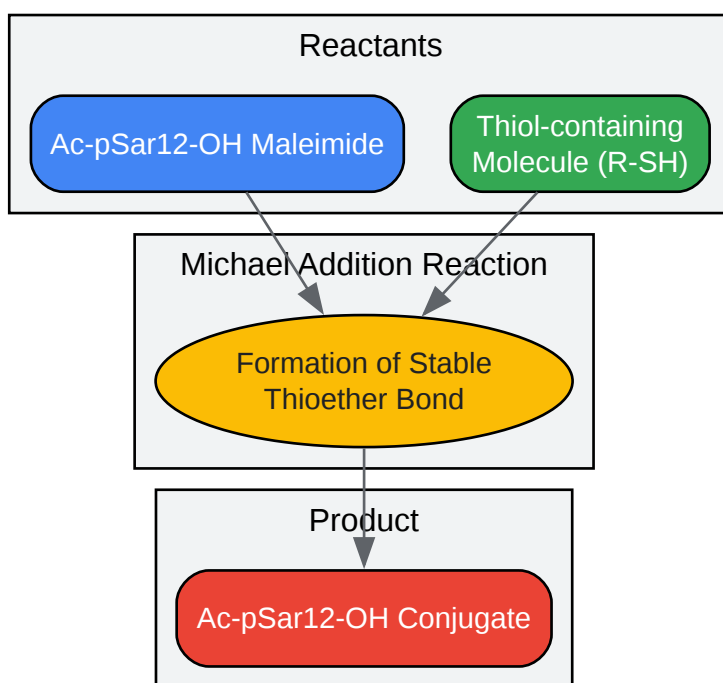 Reactants
Ac-pSar12-OH Maleimide
Thiol-containing
Molecule (R-SH)
Michael Addition Reaction
Formation of Stable
Thioether Bond
Product
Ac-pSar12-OH Conjugate